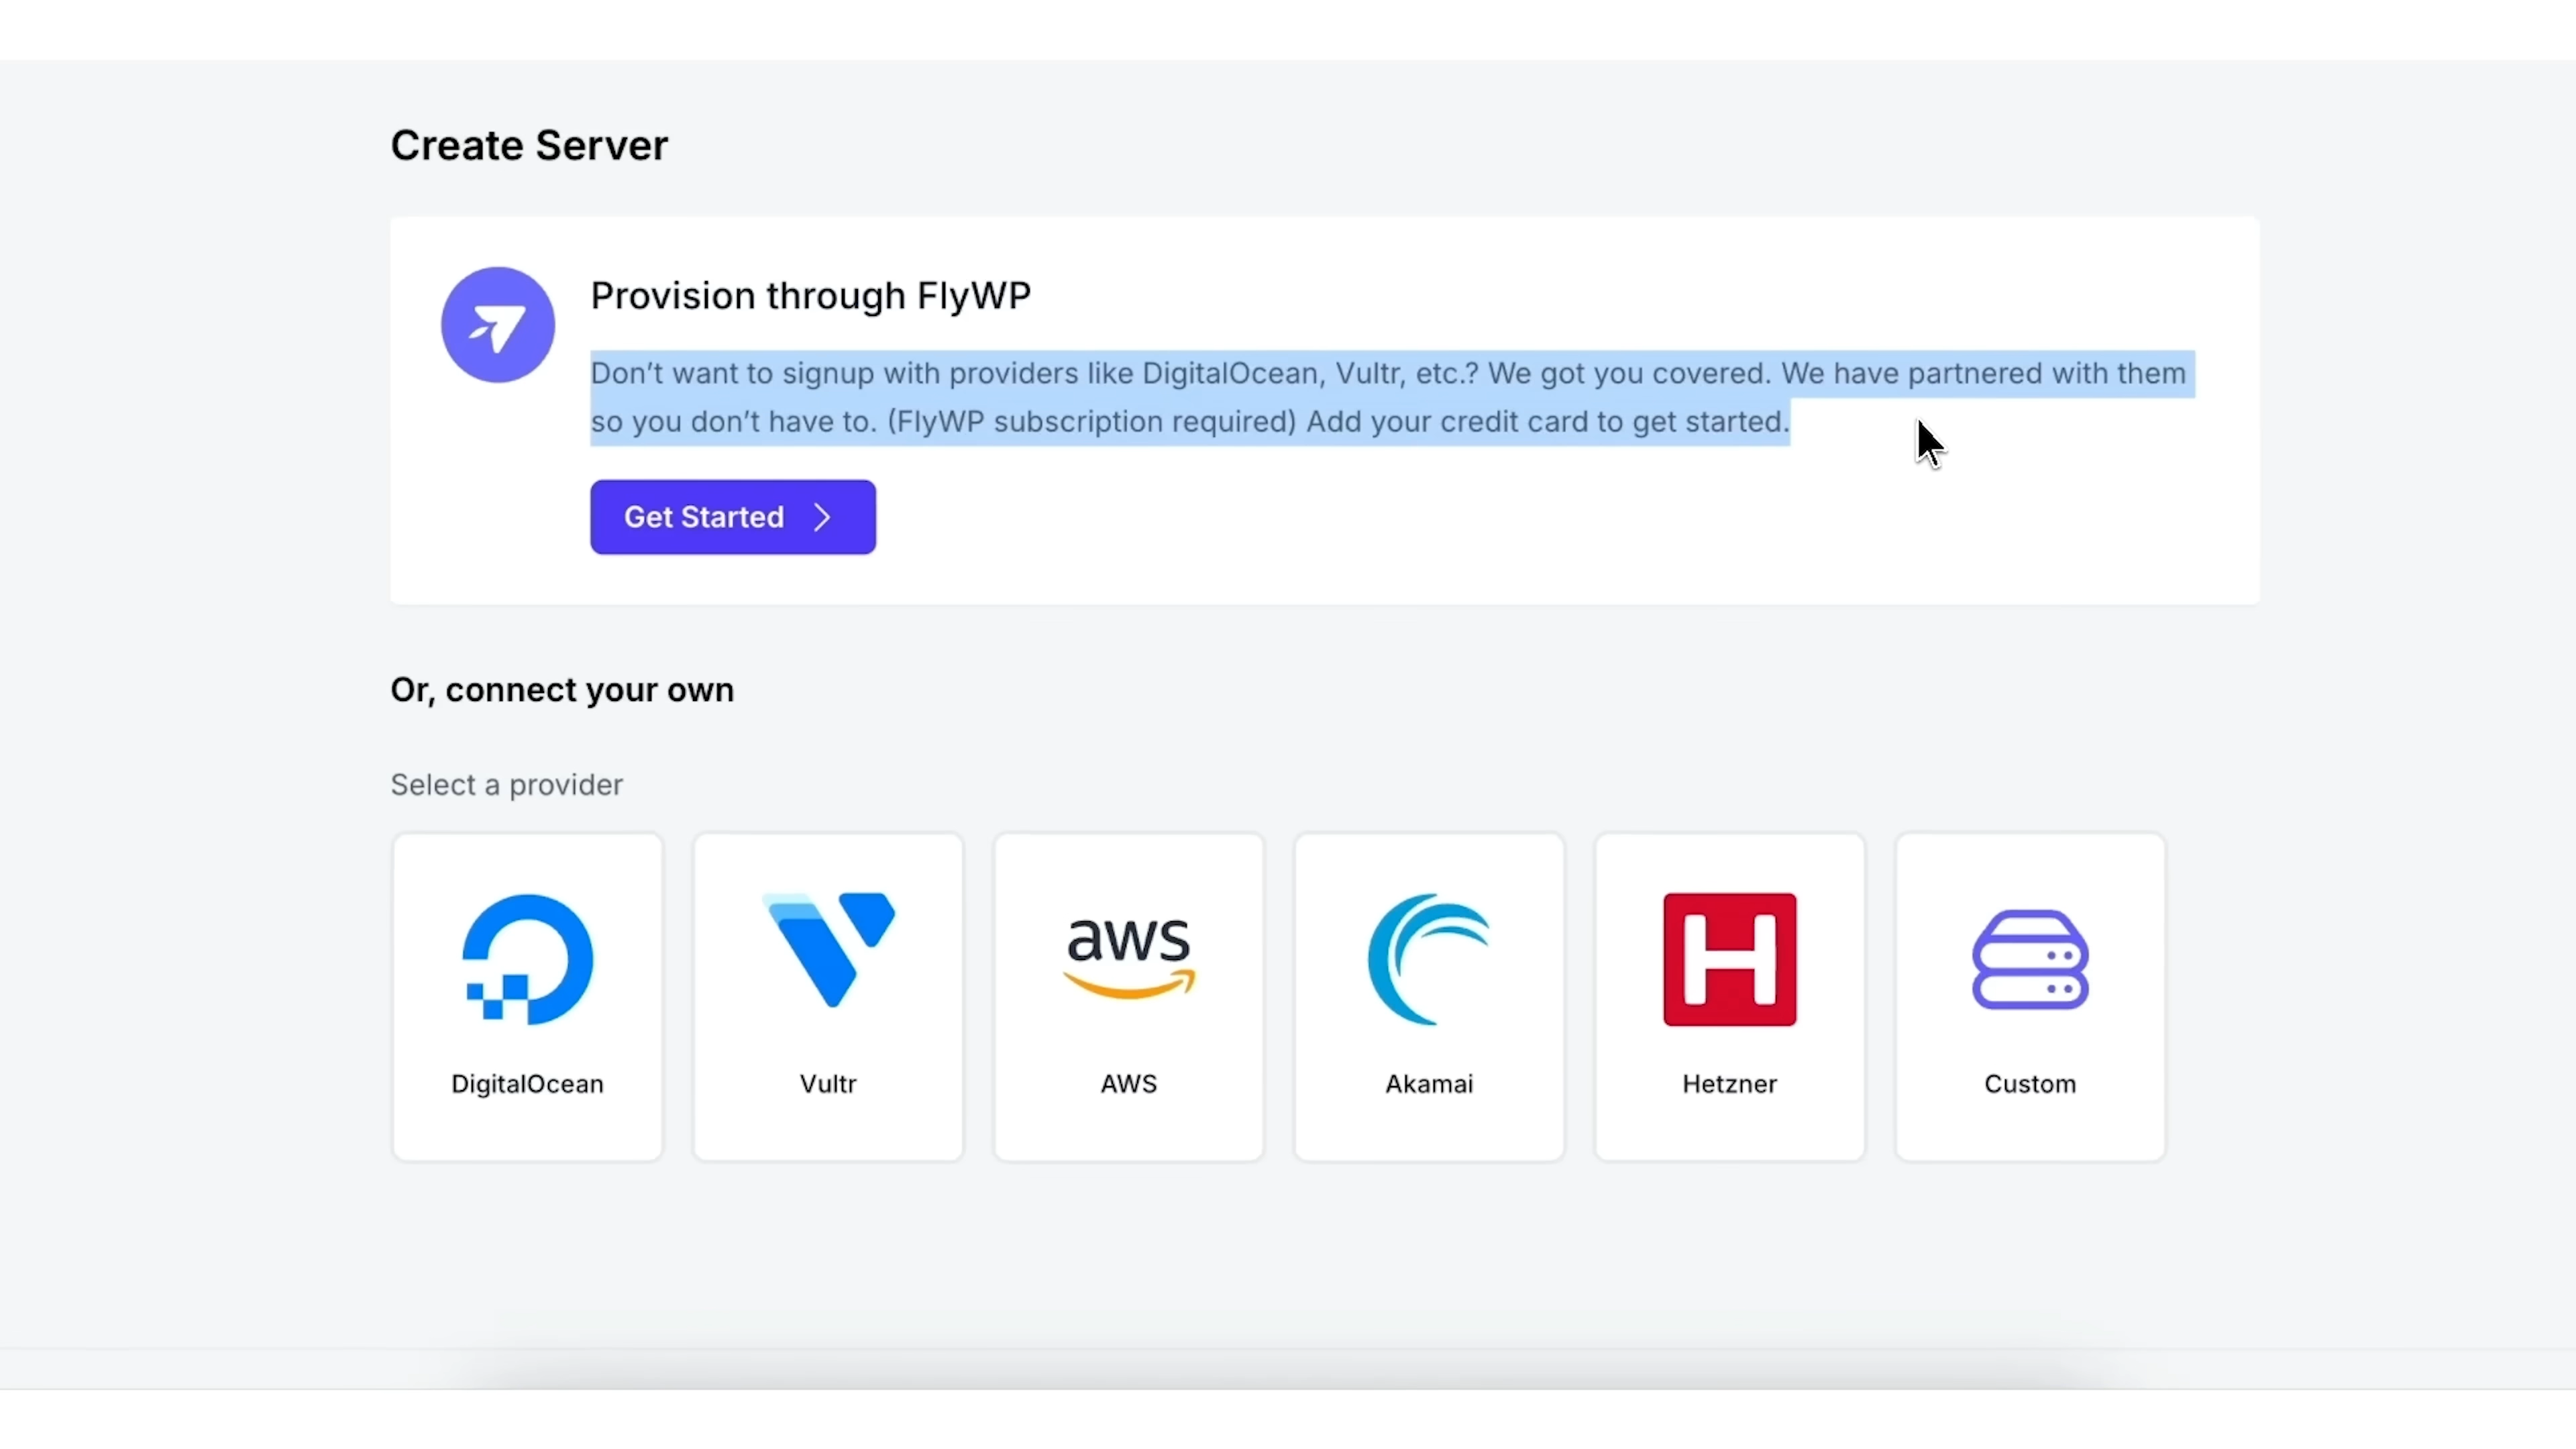 Create Server
Provision through FlyWP
Don’t want to signup with providers like DigitalOcean, Vultr, etc.? We got you covered. We have partnered with them
so you don’t have to. (FlyWP subscription required) Add your credit card to get started.
Get Started
Or, connect your own
Select a provider
aws
DigitalOcean
Vultr
AWS
Akamai
Hetzner
Custom